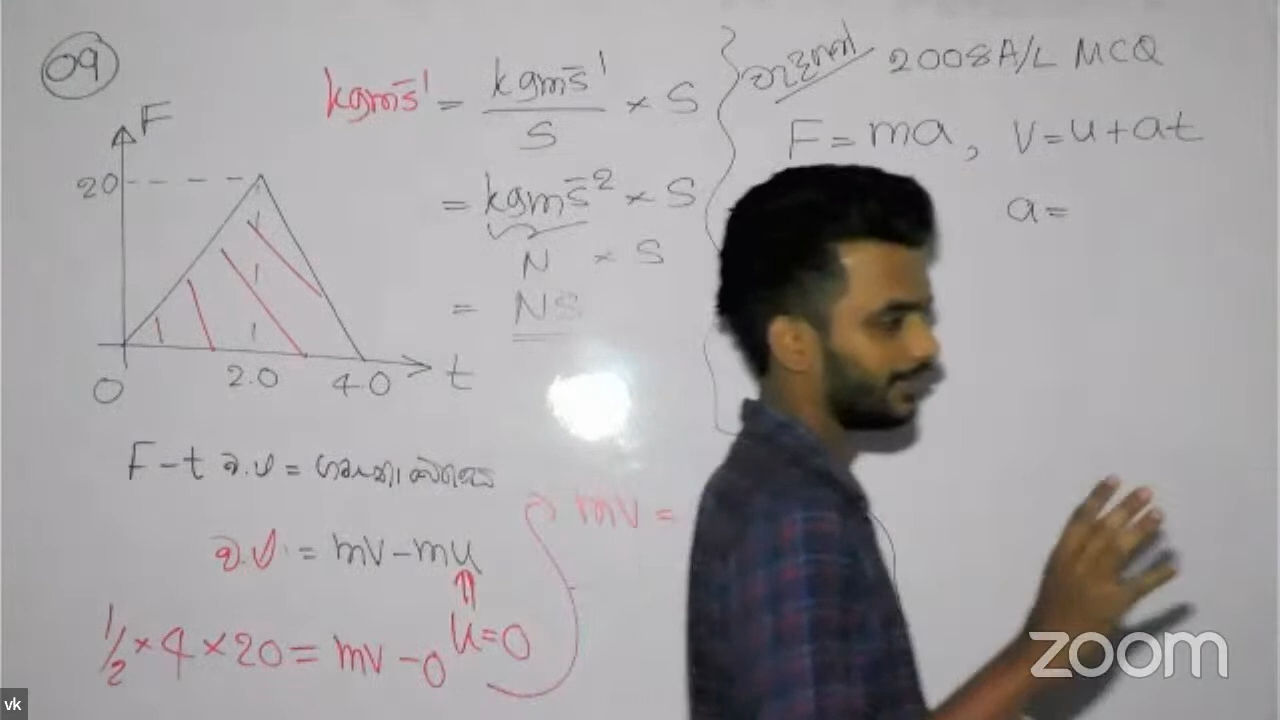 09
F
20
0
2.0
4.0
t
kgms⁻¹ = kgms⁻¹/S × S
= kgms⁻² × S
N × S
= NS
2008 A/L MCQ
F=ma, V=u+at
a=
F-t ව.ඵ =
ව.ඵ = mv-mu
u=0
½×4×20= mv-0
mv =
zoom
vk